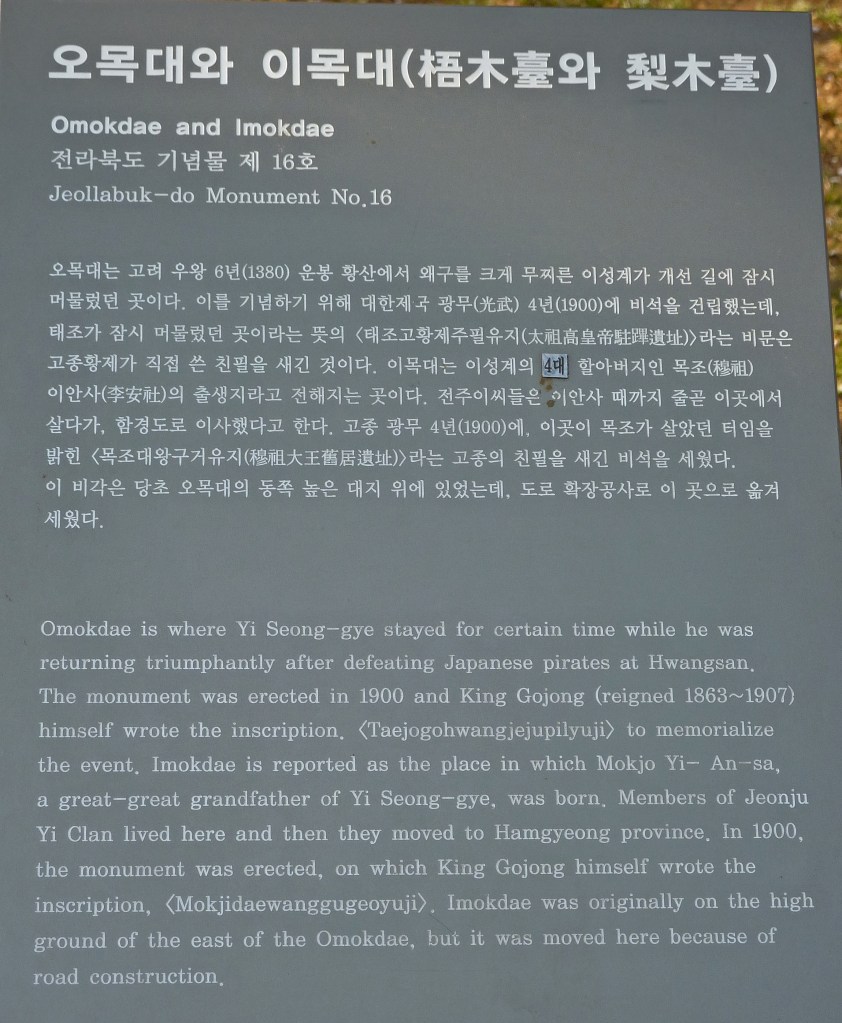 오목대와 이목대(梧木臺와 梨木臺)
Omokdae and Imokdae
전라북도 기념물 제 16호
Jeollabuk-do Monument No.16
오목대는 고려 우왕 6년(1380) 운봉 황산에서 왜구를 크게 무찌른 이성계가 개선 길에 잠시
머물렀던 곳이다. 이를 기념하기 위해 대한제국 광무(光武) 4년(1900)에 비석을 건립했는데,
태조가 잠시 머물렀던 곳이라는 뜻의 〈태조고황제주필유지(太祖高皇帝駐蹕遺址)〉라는 비문은
고종황제가 직접 쓴 친필을 새긴 것이다. 이목대는 이성계의 4대 할아버지인 목조(穆祖)
이안사(李安社)의 출생지라고 전해지는 곳이다. 전주이씨들은 이안사 때까지 줄곧 이곳에서
살다가, 함경도로 이사했다고 한다. 고종 광무 4년(1900)에, 이곳이 목조가 살았던 터임을
밝힌 〈목조대왕구거유지(穆祖大王舊居遺址)〉라는 고종의 친필을 새긴 비석을 세웠다.
이 비각은 당초 오목대의 동쪽 높은 대지 위에 있었는데, 도로 확장공사로 이 곳으로 옮겨
세웠다.
Omokdae is where Yi Seong-gye stayed for certain time while he was
returning triumphantly after defeating Japanese pirates at Hwangsan.
The monument was erected in 1900 and King Gojong (reigned 1863~1907)
himself wrote the inscription. 〈Taejogohwangjejupilyuji〉 to memorialize
the event. Imokdae is reported as the place in which Mokjo Yi- An-sa,
a great-great grandfather of Yi Seong-gye, was born. Members of Jeonju
Yi Clan lived here and then they moved to Hamgyeong province. In 1900,
the monument was erected, on which King Gojong himself wrote the
inscription, 〈Mokjidaewanggugeoyuji〉. Imokdae was originally on the high
ground of the east of the Omokdae, but it was moved here because of
road construction.